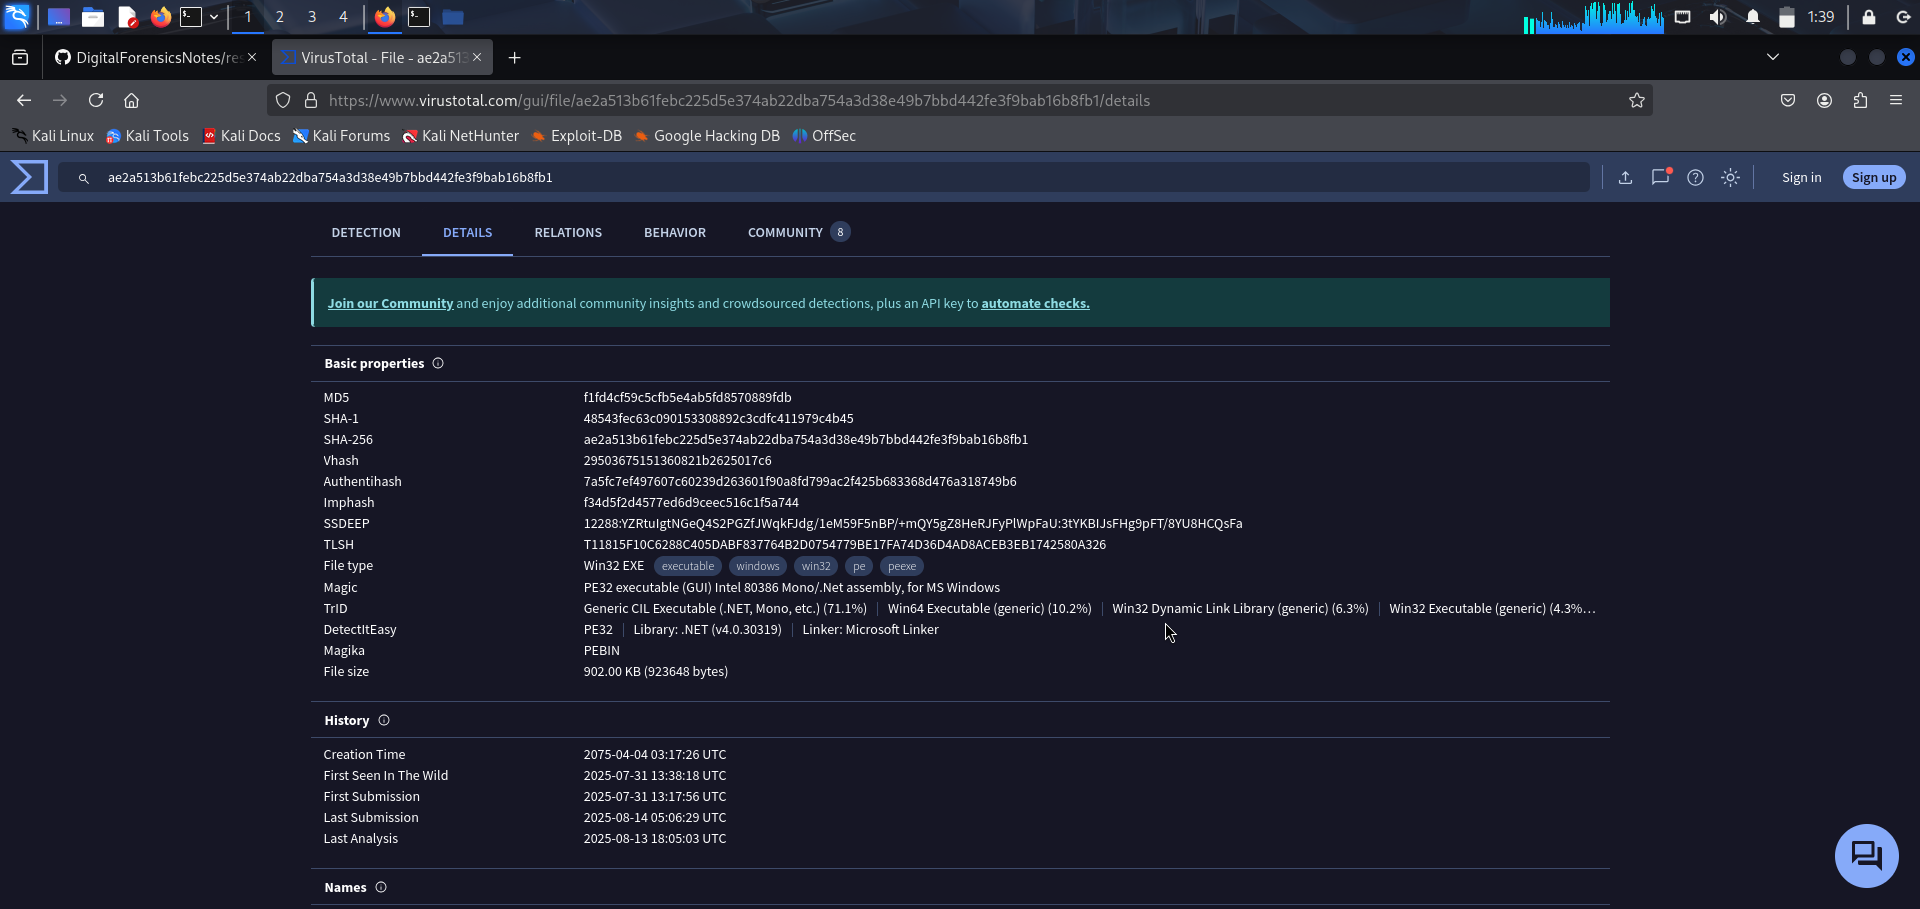 1 2 3 4 1:39
DigitalForensicsNotes/res VirusTotal - File - ae2a513
https://www.virustotal.com/gui/file/ae2a513b61febc225d5e374ab22dba754a3d38e49b7bbd442fe3f9bab16b8fb1/details
Kali Linux Kali Tools Kali Docs Kali Forums Kali NetHunter Exploit-DB Google Hacking DB OffSec
ae2a513b61febc225d5e374ab22dba754a3d38e49b7bbd442fe3f9bab16b8fb1 Sign in Sign up
DETECTION DETAILS RELATIONS BEHAVIOR COMMUNITY 8
Join our Community and enjoy additional community insights and crowdsourced detections, plus an API key to automate checks.
Basic properties
MD5 f1fd4cf59c5cfb5e4ab5fd8570889fdb
SHA-1 48543fec63c090153308892c3cdfc411979c4b45
SHA-256 ae2a513b61febc225d5e374ab22dba754a3d38e49b7bbd442fe3f9bab16b8fb1
Vhash 29503675151360821b2625017c6
Authentihash 7a5fc7ef497607c60239d263601f90a8fd799ac2f425b683368d476a318749b6
Imphash f34d5f2d4577ed6d9ceec516c1f5a744
SSDEEP 12288:YZRtuIgtNGeQ4S2PGZfJWqkFJdg/1eM59F5nBP/+mQY5gZ8HeRJFyPlWpFaU:3tYKBIJsFHg9pFT/8YU8HCQsFa
TLSH T11815F10C6288C405DABF837764B2D0754779BE17FA74D36D4AD8ACEB3EB1742580A326
File type Win32 EXE executable windows win32 pe peexe
Magic PE32 executable (GUI) Intel 80386 Mono/.Net assembly, for MS Windows
TrID Generic CIL Executable (.NET, Mono, etc.) (71.1%) Win64 Executable (generic) (10.2%) Win32 Dynamic Link Library (generic) (6.3%) Win32 Executable (generic) (4.3%...
DetectItEasy PE32 Library: .NET (v4.0.30319) Linker: Microsoft Linker
Magika PEBIN
File size 902.00 KB (923648 bytes)
History
Creation Time 2075-04-04 03:17:26 UTC
First Seen In The Wild 2025-07-31 13:38:18 UTC
First Submission 2025-07-31 13:17:56 UTC
Last Submission 2025-08-14 05:06:29 UTC
Last Analysis 2025-08-13 18:05:03 UTC
Names